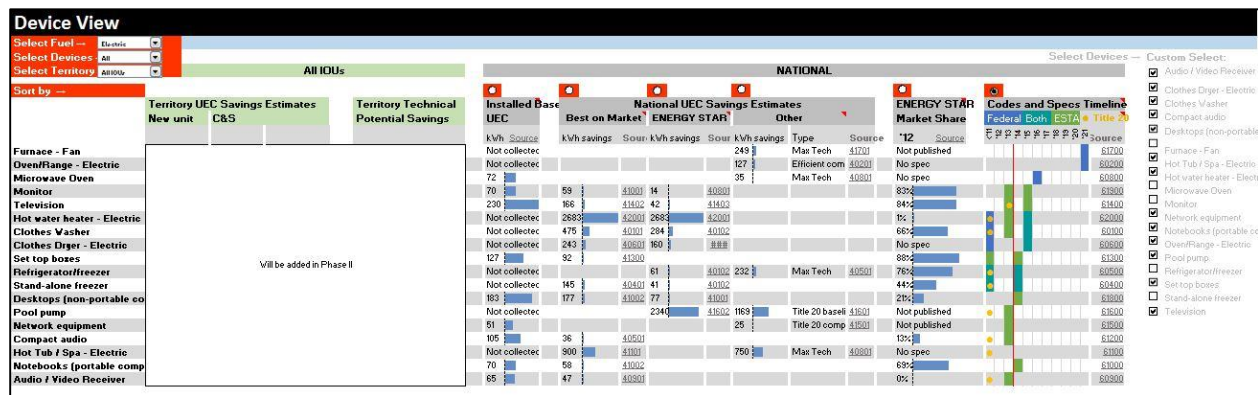 Device View
Select Fuel → Electric
Select Devices - All
Select Devices → Custom Select:
Select Territory All IOUs
All IOUs
NATIONAL
Sort by →
Territory UEC Savings Estimates Territory Technical
New unit C&S Potential Savings
Installed Base National UEC Savings Estimates ENERGY STAR Codes and Specs Timeline
UEC Best on Market ENERGY STAR Other Market Share Federal Both ESTA Title 20
kWh Source kWh savings Sour kWh savings Sour kWh savings Type Source '12 Source '11 '12 '13 '14 '15 '16 '17 '18 '19 '20 '21 Source
Furnace - Fan Not collected 249 Max Tech 41701 Not published 61700
Oven/Range - Electric Not collected 127 Efficient com 40201 No spec 60200
Microwave Oven 72 35 Max Tech 40801 No spec 60800
Monitor 70 59 41001 14 40801 83% 61900
Television 230 166 41402 42 41403 84% 61400
Hot water heater - Electric Not collected 2683 42001 2683 42001 1% 62000
Clothes Washer Not collected 475 40101 284 40102 66% 60100
Clothes Dryer - Electric Not collected 243 40601 160 ### No spec 60600
Set top boxes 127 92 41300 88% 61300
Refrigerator/freezer Not collected 61 40102 232 Max Tech 40501 76% 60500
Stand-alone freezer Not collected 145 40401 41 40102 44% 60400
Desktops (non-portable co 183 177 41002 77 41001 21% 61800
Pool pump Not collected 2340 41602 1169 Title 20 baseli 41601 Not published 61600
Network equipment 51 25 Title 20 comp 41501 Not published 61500
Compact audio 105 36 40501 13% 61200
Hot Tub / Spa - Electric Not collected 900 41101 750 Max Tech 40801 No spec 61100
Notebooks (portable comp 70 58 41002 69% 61000
Audio / Video Receiver 65 47 40901 0% 60900
Will be added in Phase II
Audio / Video Receiver
Clothes Dryer - Electric
Clothes Washer
Compact audio
Desktops (non-portable
Furnace - Fan
Hot Tub / Spa - Electric
Hot water heater - Electr
Microwave Oven
Monitor
Network equipment
Notebooks (portable co
Oven/Range - Electric
Pool pump
Refrigerator/freezer
Set top boxes
Stand-alone freezer
Television